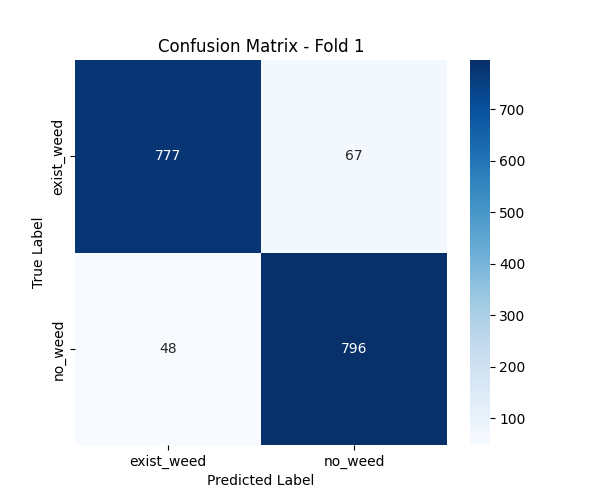 Confusion Matrix - Fold 1
exist_weed
777
67
700
600
500
400
300
200
100
True Label
no_weed
48
796
exist_weed
no_weed
Predicted Label